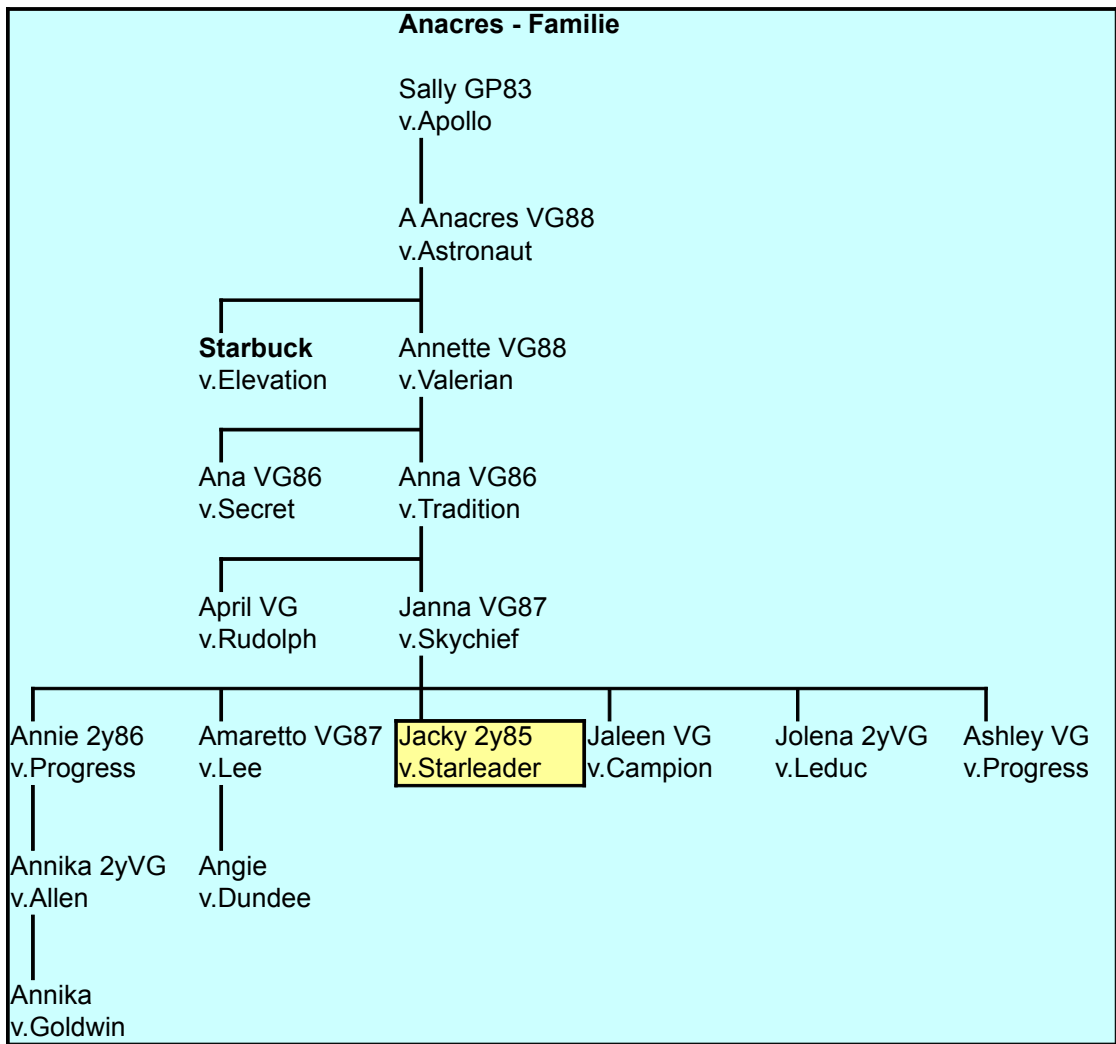 Anacres - Familie
Sally GP83
v.Apollo
A Anacres VG88
v.Astronaut
Starbuck
v.Elevation
Annette VG88
v.Valerian
Ana VG86
v.Secret
Anna VG86
v.Tradition
April VG
v.Rudolph
Janna VG87
v.Skychief
Annie 2y86
v.Progress
Amaretto VG87
v.Lee
Jacky 2y85
v.Starleader
Jaleen VG
v.Campion
Jolena 2yVG
v.Leduc
Ashley VG
v.Progress
Annika 2yVG
v.Allen
Angie
v.Dundee
Annika
v.Goldwin